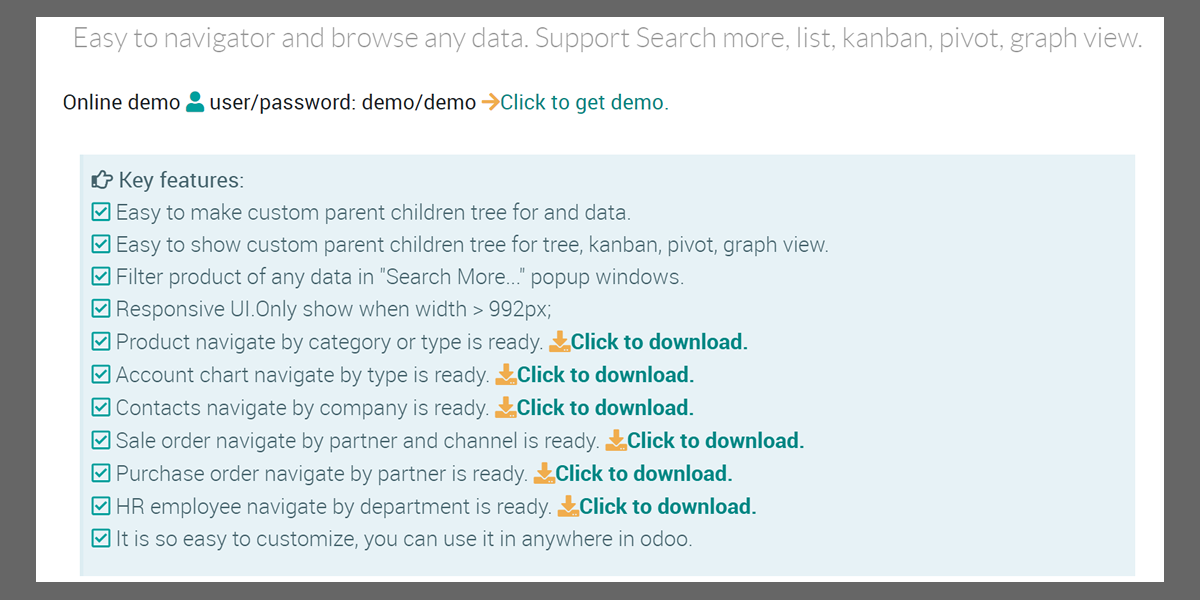 Easy to navigator and browse any data. Support Search more, list, kanban, pivot, graph view.
Online demo user/password: demo/demo Click to get demo.
Key features:
Easy to make custom parent children tree for and data.
Easy to show custom parent children tree for tree, kanban, pivot, graph view.
Filter product of any data in "Search More..." popup windows.
Responsive UI.Only show when width > 992px;
Product navigate by category or type is ready. Click to download.
Account chart navigate by type is ready. Click to download.
Contacts navigate by company is ready. Click to download.
Sale order navigate by partner and channel is ready. Click to download.
Purchase order navigate by partner is ready. Click to download.
HR employee navigate by department is ready. Click to download.
It is so easy to customize, you can use it in anywhere in odoo.